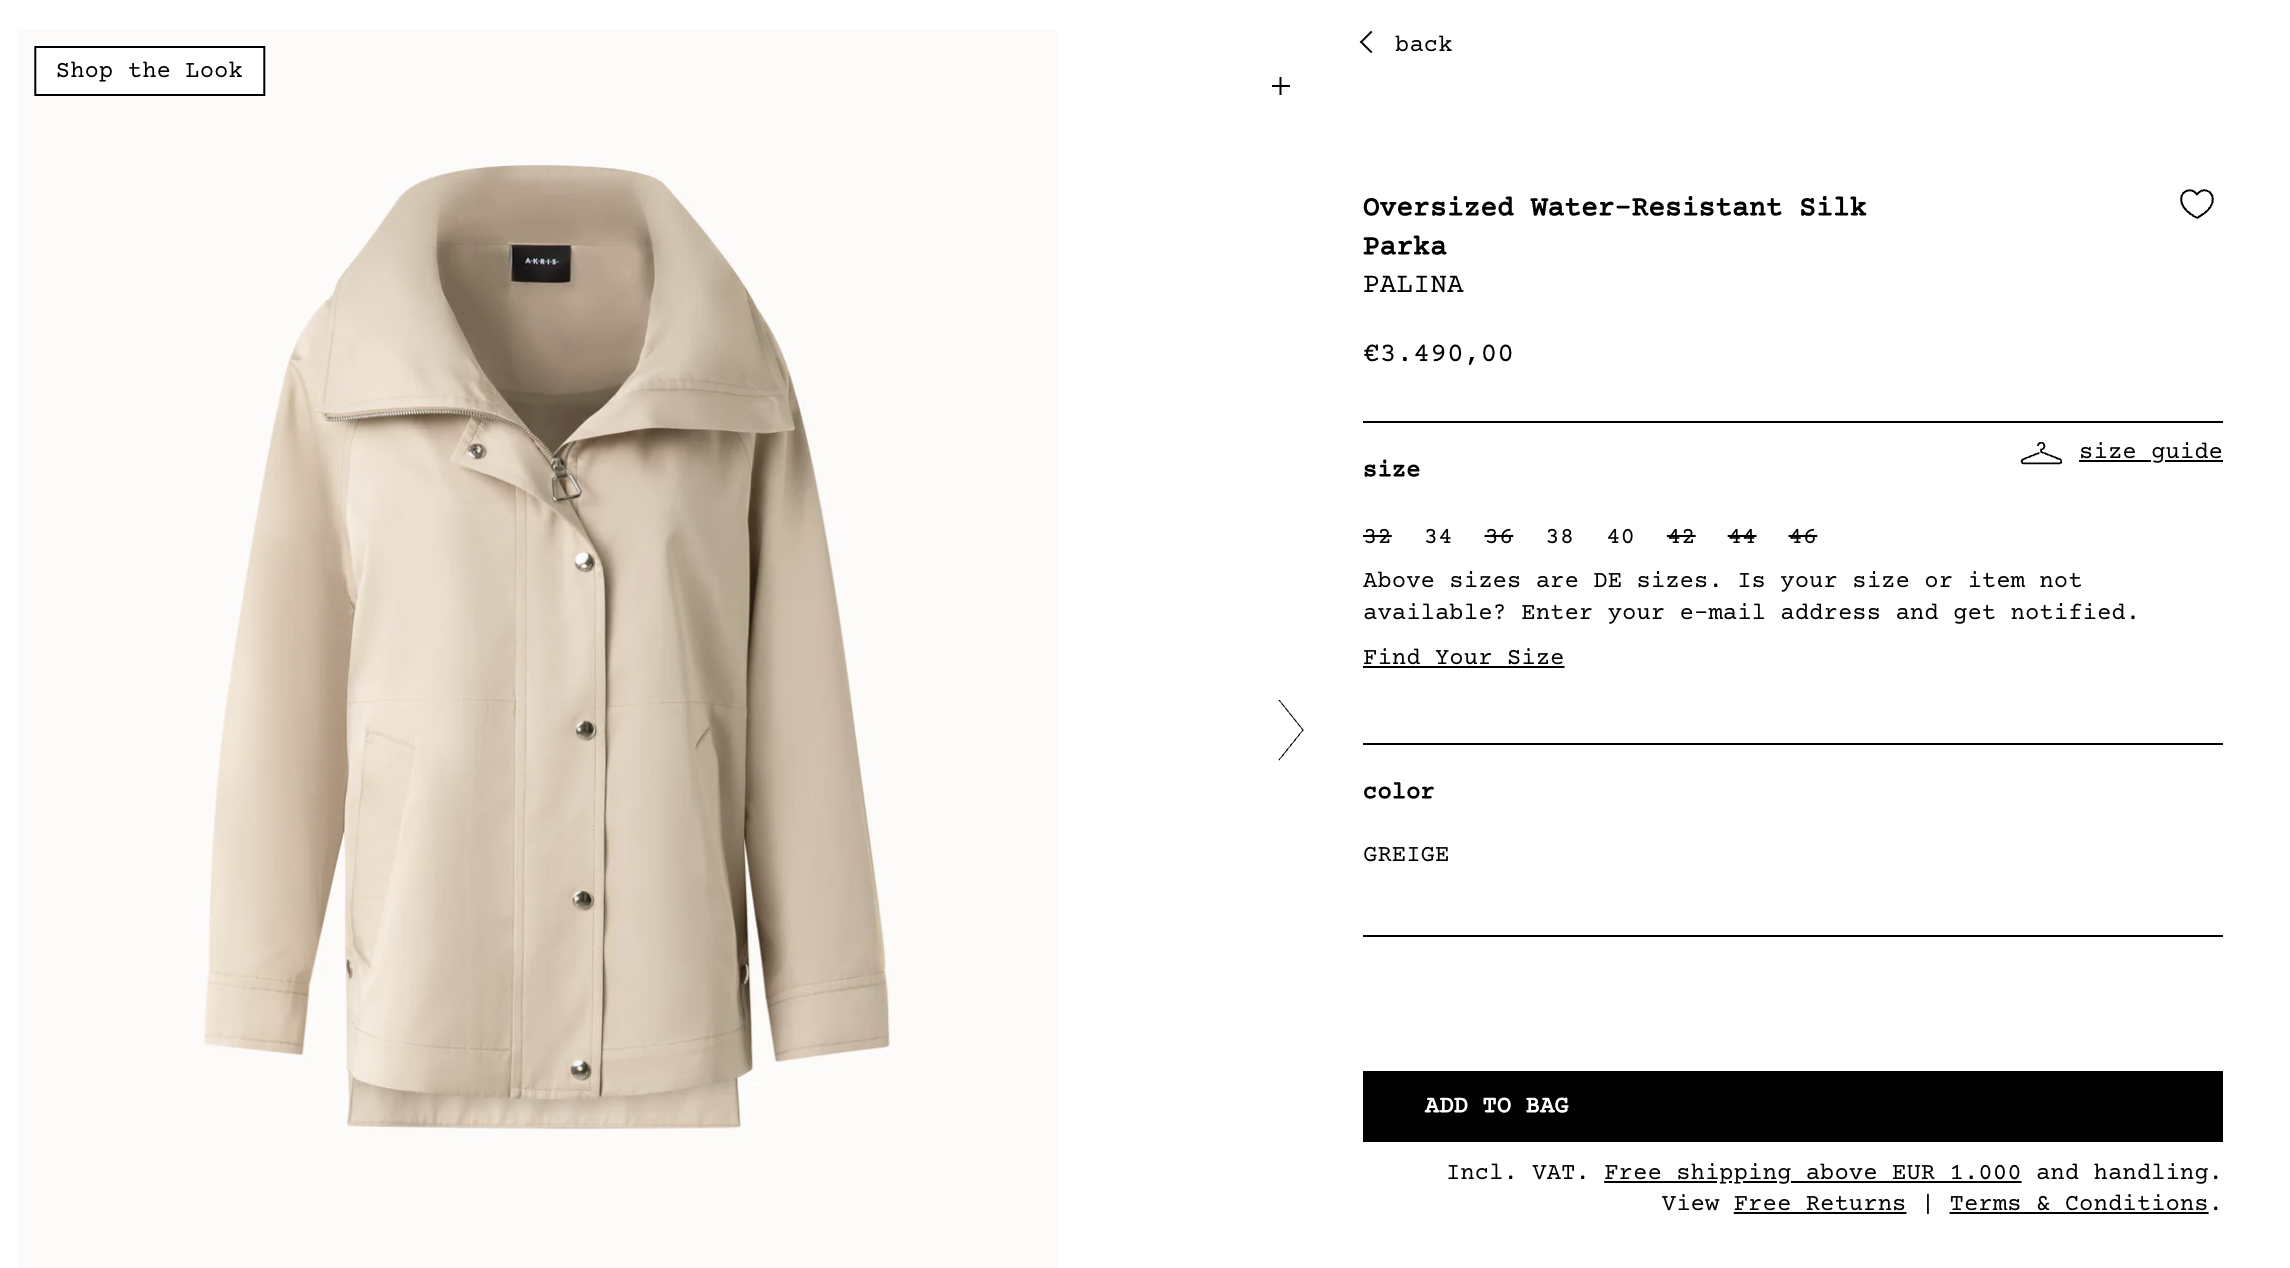 Shop the Look
A·K·R·I·S·
back
Oversized Water-Resistant Silk
Parka
PALINA
€3.490,00
size guide
size
32 34 36 38 40 42 44 46
Above sizes are DE sizes. Is your size or item not
available? Enter your e-mail address and get notified.
Find Your Size
color
GREIGE
ADD TO BAG
Incl. VAT. Free shipping above EUR 1.000 and handling.
View Free Returns | Terms & Conditions.